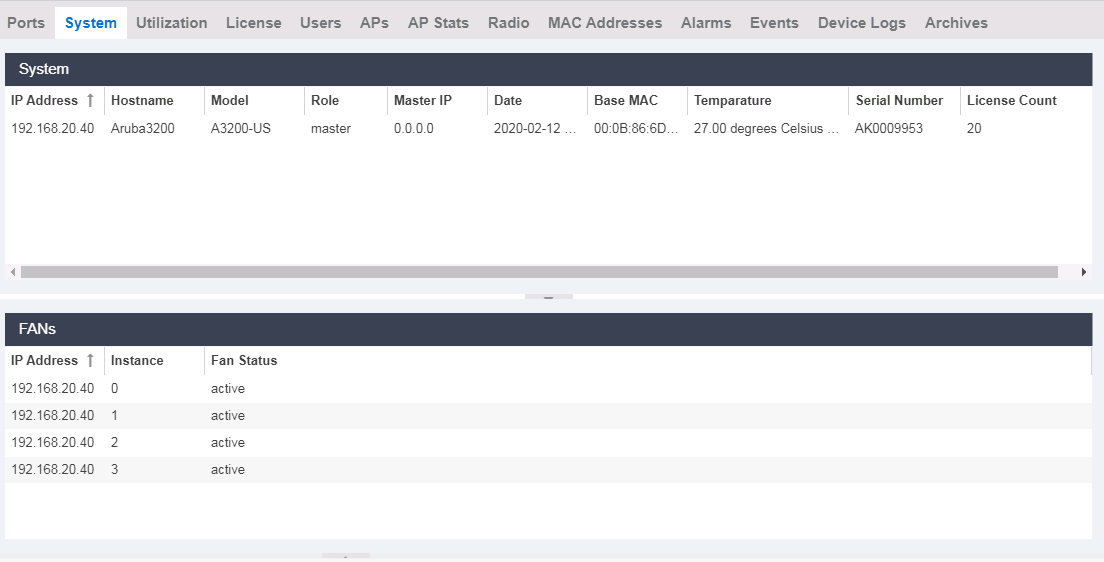 Ports System Utilization License Users APs AP Stats Radio MAC Addresses Alarms Events Device Logs Archives
System
IP Address ↑ Hostname Model Role Master IP Date Base MAC Temparature Serial Number License Count
192.168.20.40 Aruba3200 A3200-US master 0.0.0.0 2020-02-12 ... 00:0B:86:6D... 27.00 degrees Celsius ... AK0009953 20
FANs
IP Address ↑ Instance Fan Status
192.168.20.40 0 active
192.168.20.40 1 active
192.168.20.40 2 active
192.168.20.40 3 active